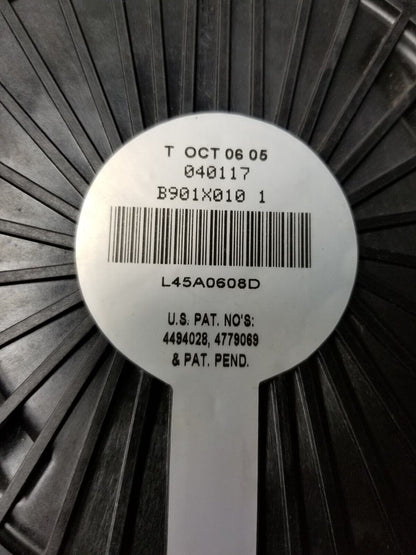 T OCT 06 05
040117
B901X010 1
L45A0608D
U.S. PAT. NO'S:
4494028, 4779069
& PAT. PEND.